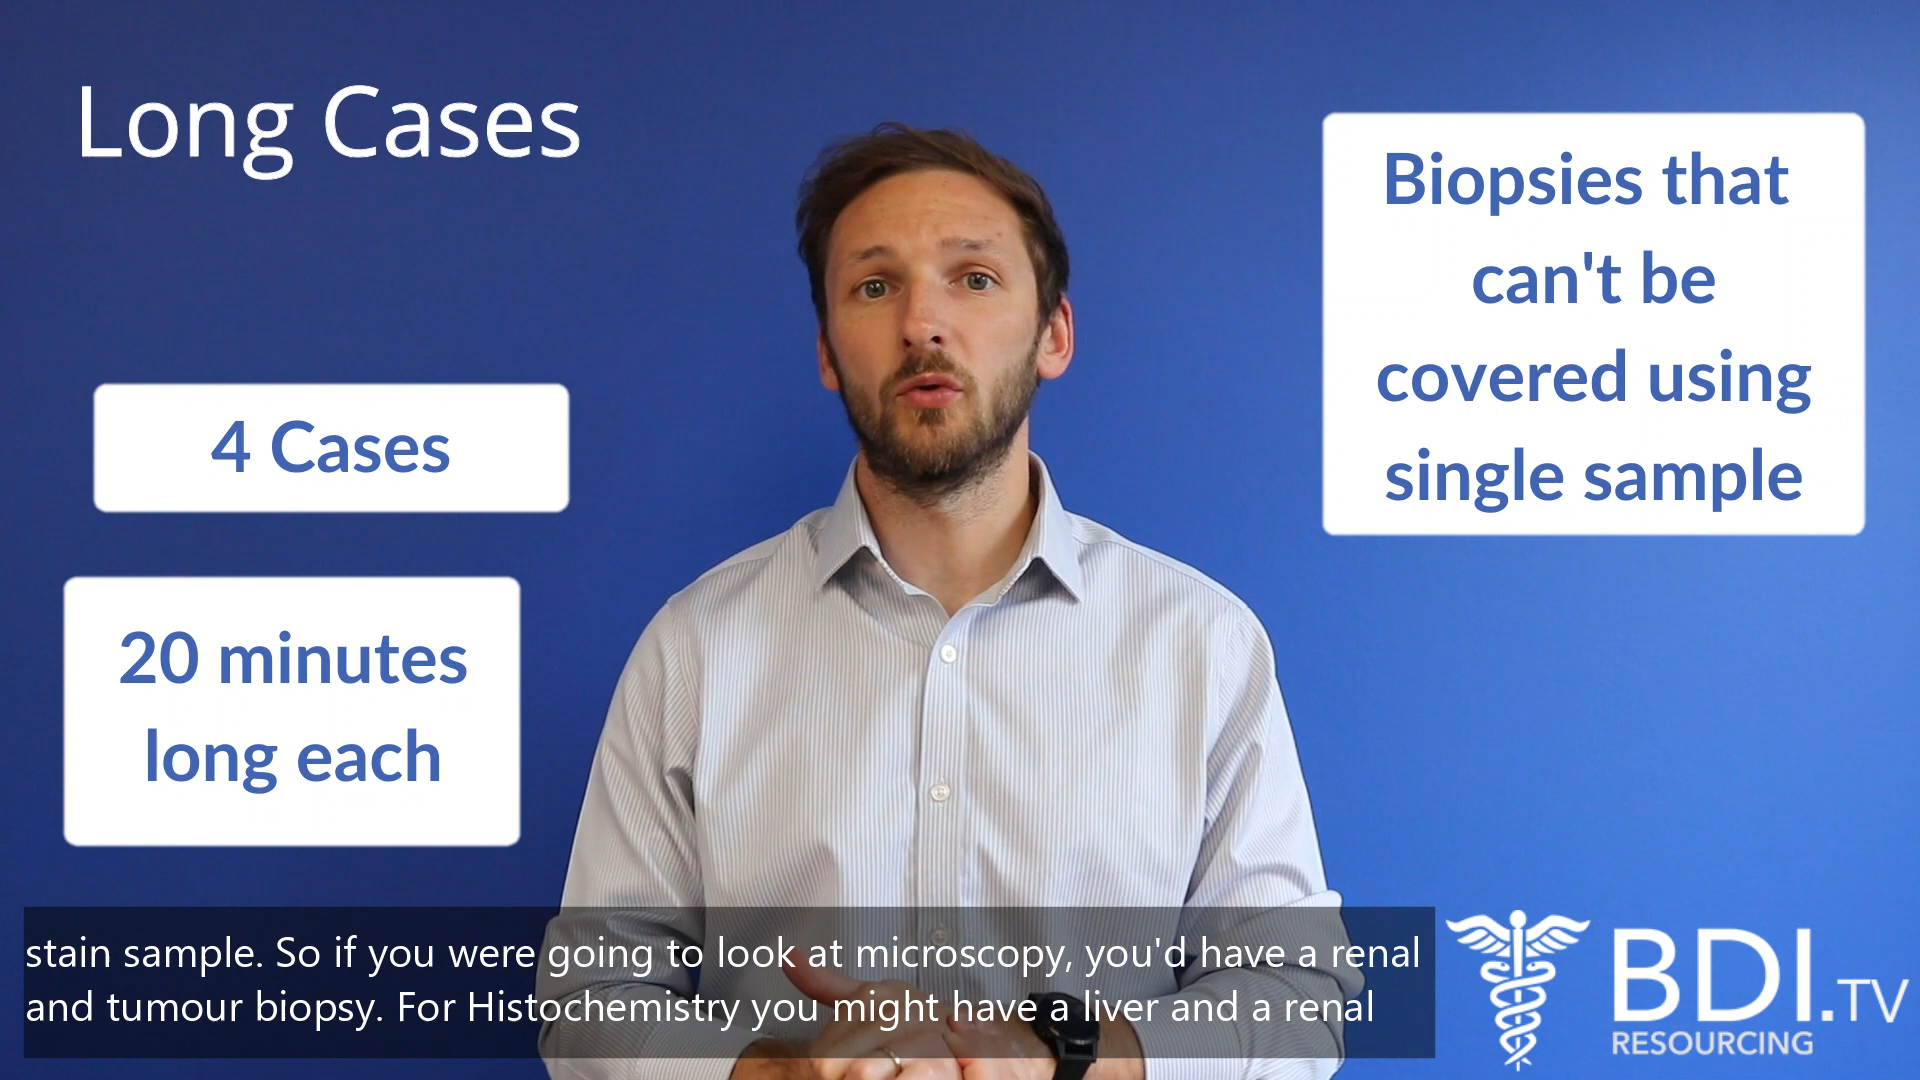 Long Cases
4 Cases
20 minutes
long each
Biopsies that
can't be
covered using
single sample
stain sample. So if you were going to look at microscopy, you'd have a renal
and tumour biopsy. For Histochemistry you might have a liver and a renal
BDI.TV
RESOURCING